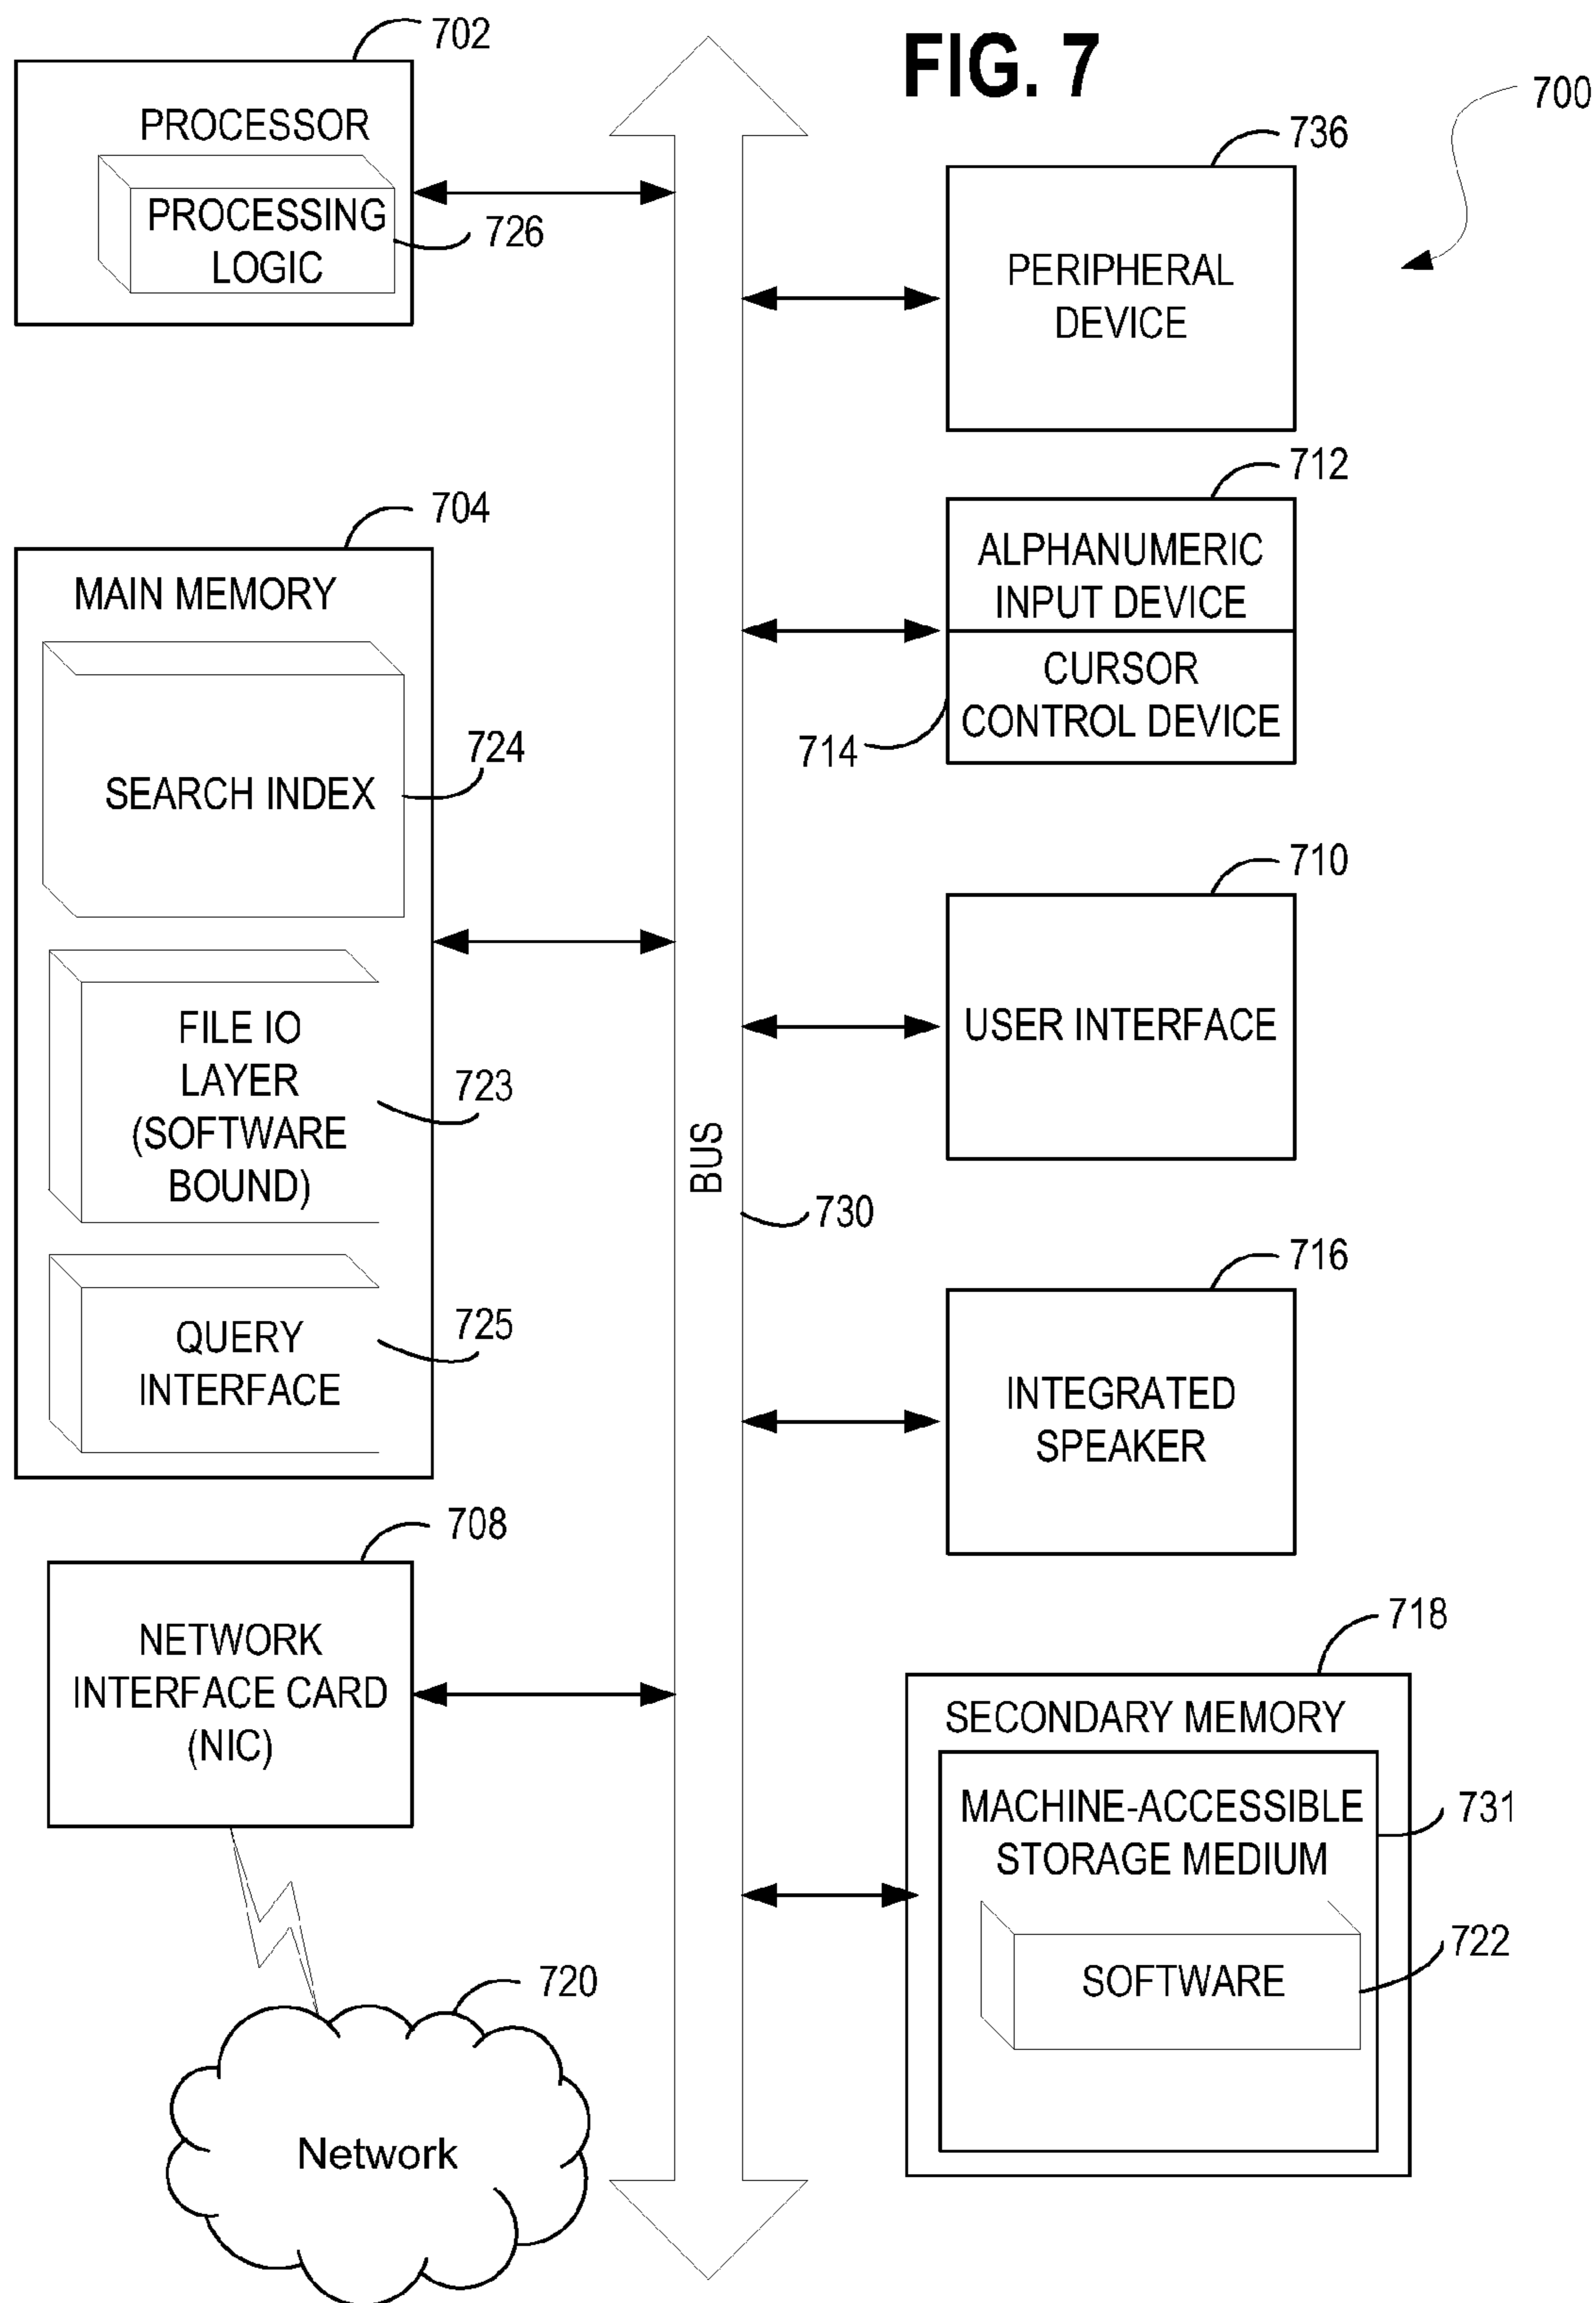 FIG. 7
700
702
PROCESSOR
PROCESSING
LOGIC
726
704
MAIN MEMORY
SEARCH INDEX
724
FILE IO
LAYER
(SOFTWARE
BOUND)
723
QUERY
INTERFACE
725
708
NETWORK
INTERFACE CARD
(NIC)
720
Network
BUS
730
736
PERIPHERAL
DEVICE
712
ALPHANUMERIC
INPUT DEVICE
CURSOR
CONTROL DEVICE
714
710
USER INTERFACE
716
INTEGRATED
SPEAKER
718
SECONDARY MEMORY
MACHINE-ACCESSIBLE
STORAGE MEDIUM
731
SOFTWARE
722